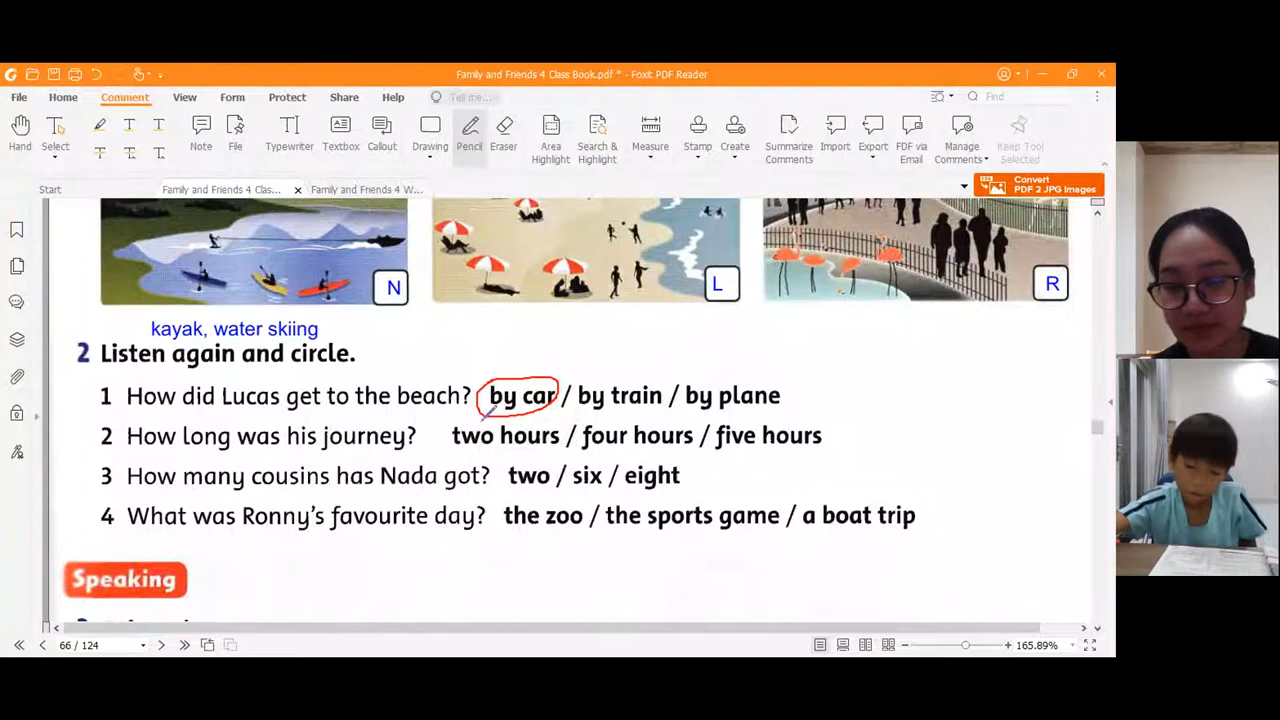 Family and Friends 4 Class Book.pdf * - Foxit PDF Reader
File Home Comment View Form Protect Share Help Tell me... Find
Hand Select Note File Typewriter Textbox Callout Drawing Pencil Eraser Area Highlight Search & Highlight Measure Stamp Create Summarize Comments Import Export PDF via Email Manage Comments Keep Tool Selected
Start Family and Friends 4 Clas... Family and Friends 4 W...
Convert
PDF 2 JPG Images
N L R
kayak, water skiing
2 Listen again and circle.
1 How did Lucas get to the beach? by car / by train / by plane
2 How long was his journey? two hours / four hours / five hours
3 How many cousins has Nada got? two / six / eight
4 What was Ronny's favourite day? the zoo / the sports game / a boat trip
Speaking
66 / 124 165.89%